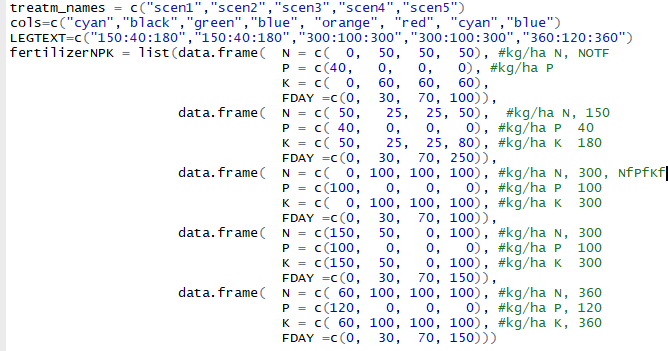 treatm_names = c("scen1","scen2","scen3","scen4","scen5")
cols=c("cyan","black","green","blue", "orange", "red", "cyan","blue")
LEGTEXT=c("150:40:180","150:40:180","300:100:300","300:100:300","360:120:360")
fertilizerNPK = list(data.frame(  N = c(  0,  50,  50,  50), #kg/ha N, NOTF
P = c(40,   0,   0,   0), #kg/ha P
K = c(  0,  60,  60,  60),
FDAY =c(0,  30,  70, 100)),
data.frame(  N = c( 50,   25,  25, 50),   #kg/ha N, 150
P = c( 40,   0,   0,   0), #kg/ha P  40
K = c( 50,   25,  25, 80), #kg/ha K  180
FDAY =c(0,  30,  70, 250)),
data.frame(  N = c(  0,100, 100, 100), #kg/ha N, 300, NfPfKf
P = c(100,   0,   0,   0), #kg/ha P  100
K = c(  0, 100, 100, 100), #kg/ha K  300
FDAY =c(0,  30,  70, 100)),
data.frame(  N = c(150,  50,   0, 100), #kg/ha N, 300
P = c(100,   0,   0,   0), #kg/ha P  100
K = c(150,  50,   0, 100), #kg/ha K  300
FDAY =c(0,  30,  70, 150)),
data.frame(  N = c( 60, 100, 100, 100), #kg/ha N, 360
P = c(120,   0,   0,   0), #kg/ha P, 120
K = c( 60, 100, 100, 100), #kg/ha K, 360
FDAY =c(0,  30,  70, 150)))